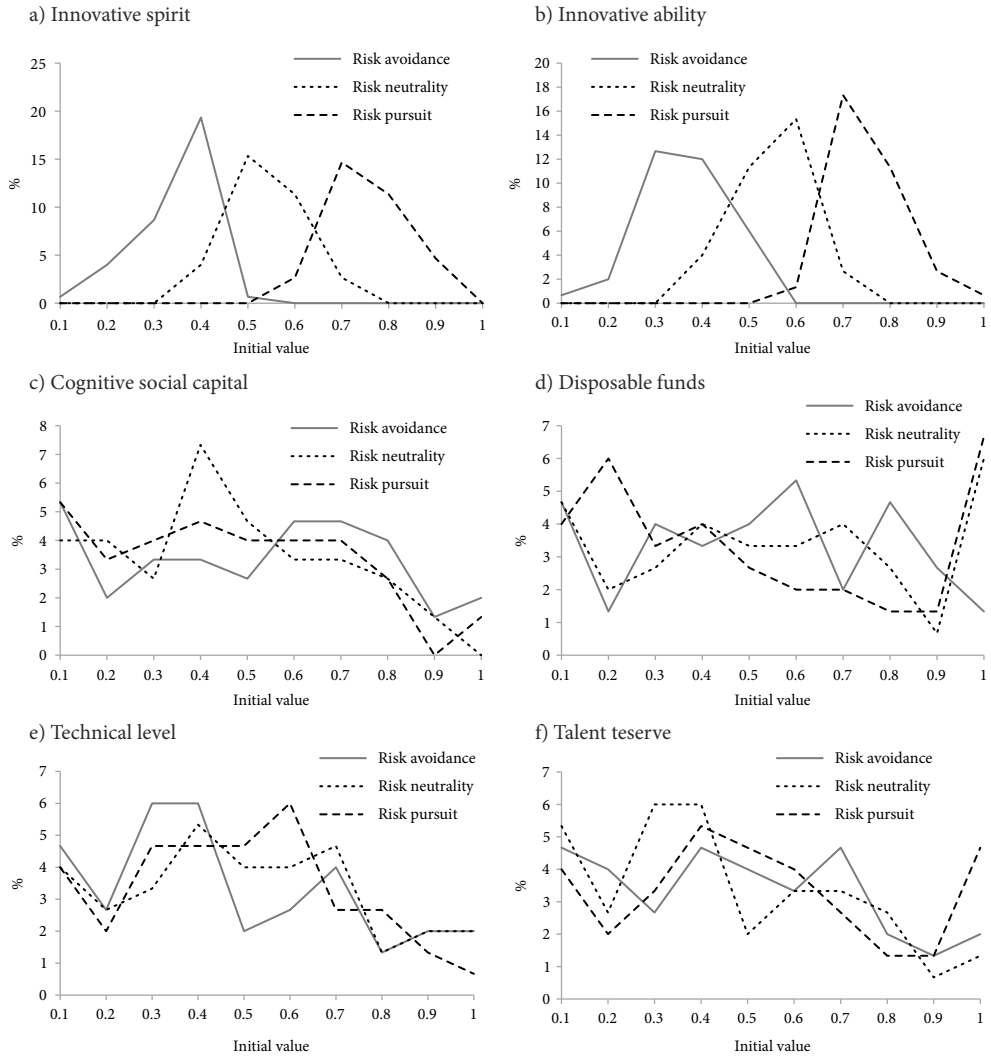 a) Innovative spirit
25
20
15
10
5
0
%
0.1 0.2 0.3 0.4 0.5 0.6 0.7 0.8 0.9 1
Initial value
Risk avoidance
Risk neutrality
Risk pursuit
b) Innovative ability
20
18
16
14
12
10
8
6
4
2
0
%
0.1 0.2 0.3 0.4 0.5 0.6 0.7 0.8 0.9 1
Initial value
Risk avoidance
Risk neutrality
Risk pursuit
c) Cognitive social capital
8
7
6
5
4
3
2
1
0
%
0.1 0.2 0.3 0.4 0.5 0.6 0.7 0.8 0.9 1
Initial value
Risk avoidance
Risk neutrality
Risk pursuit
d) Disposable funds
7
6
5
4
3
2
1
0
%
0.1 0.2 0.3 0.4 0.5 0.6 0.7 0.8 0.9 1
Initial value
Risk avoidance
Risk neutrality
Risk pursuit
e) Technical level
7
6
5
4
3
2
1
0
%
0.1 0.2 0.3 0.4 0.5 0.6 0.7 0.8 0.9 1
Initial value
Risk avoidance
Risk neutrality
Risk pursuit
f) Talent teserve
7
6
5
4
3
2
1
0
%
0.1 0.2 0.3 0.4 0.5 0.6 0.7 0.8 0.9 1
Initial value
Risk avoidance
Risk neutrality
Risk pursuit